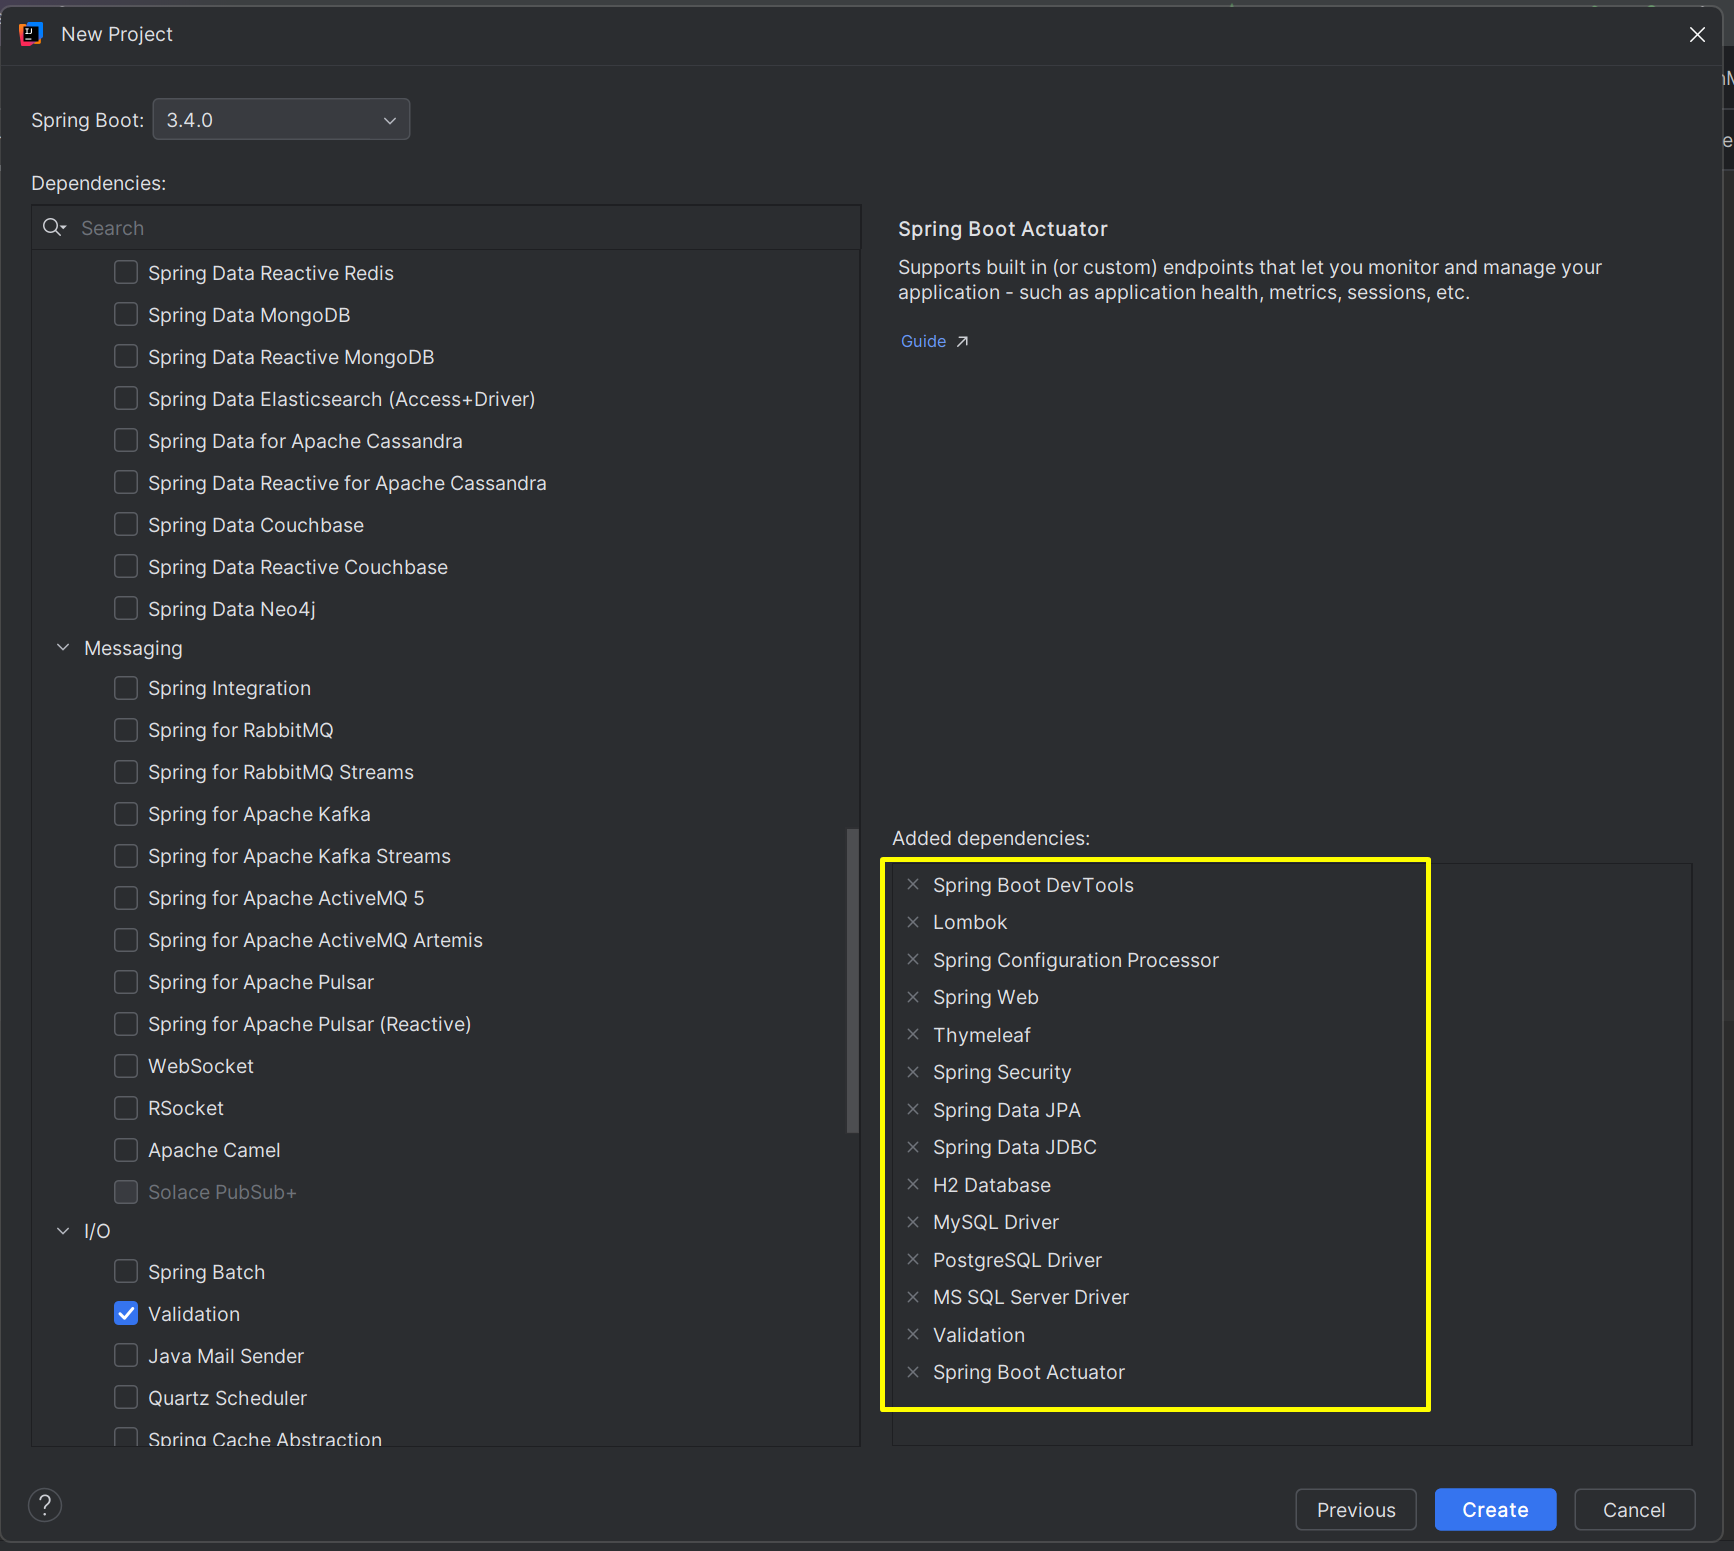 New Project
Spring Boot: 3.4.0
Dependencies:
Search
Spring Data Reactive Redis
Spring Data MongoDB
Spring Data Reactive MongoDB
Spring Data Elasticsearch (Access+Driver)
Spring Data for Apache Cassandra
Spring Data Reactive for Apache Cassandra
Spring Data Couchbase
Spring Data Reactive Couchbase
Spring Data Neo4j
Messaging
Spring Integration
Spring for RabbitMQ
Spring for RabbitMQ Streams
Spring for Apache Kafka
Spring for Apache Kafka Streams
Spring for Apache ActiveMQ 5
Spring for Apache ActiveMQ Artemis
Spring for Apache Pulsar
Spring for Apache Pulsar (Reactive)
WebSocket
RSocket
Apache Camel
Solace PubSub+
I/O
Spring Batch
Validation
Java Mail Sender
Quartz Scheduler
Spring Cache Abstraction
Spring Boot Actuator
Supports built in (or custom) endpoints that let you monitor and manage your
application - such as application health, metrics, sessions, etc.
Guide
Added dependencies:
Spring Boot DevTools
Lombok
Spring Configuration Processor
Spring Web
Thymeleaf
Spring Security
Spring Data JPA
Spring Data JDBC
H2 Database
MySQL Driver
PostgreSQL Driver
MS SQL Server Driver
Validation
Spring Boot Actuator
?
Previous
Create
Cancel